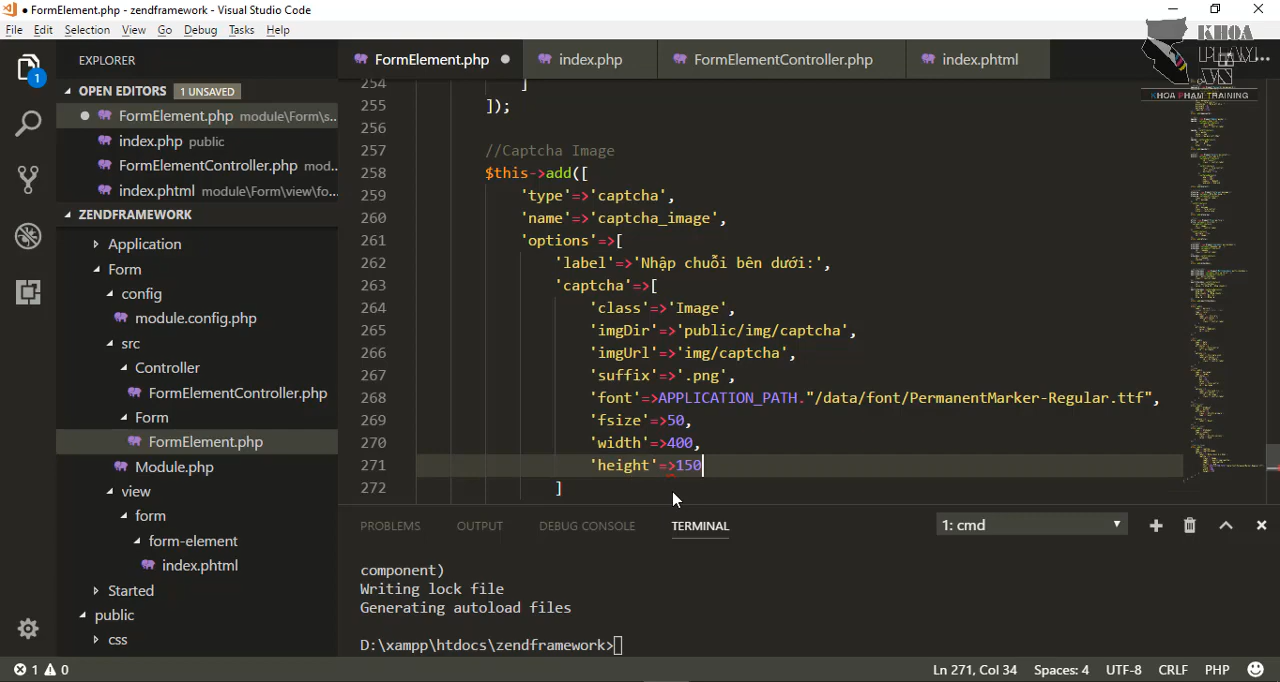 ● FormElement.php - zendframework - Visual Studio Code
File Edit Selection View Go Debug Tasks Help
KHOA
PHAM
.VN
KHOA PHAM TRAINING
EXPLORER
FormElement.php ● index.php FormElementController.php index.phtml ...
OPEN EDITORS 1 UNSAVED
FormElement.php module\Form\s...
index.php public
FormElementController.php mod...
index.phtml module\Form\view\fo...
ZENDFRAMEWORK
Application
Form
config
module.config.php
src
Controller
FormElementController.php
Form
FormElement.php
Module.php
view
form
form-element
index.phtml
Started
public
css
1
254 ]
255 ]);
256
257 //Captcha Image
258 $this->add([
259 'type'=>'captcha',
260 'name'=>'captcha_image',
261 'options'=>[
262 'label'=>'Nhập chuỗi bên dưới:',
263 'captcha'=>[
264 'class'=>'Image',
265 'imgDir'=>'public/img/captcha',
266 'imgUrl'=>'img/captcha',
267 'suffix'=>'.png',
268 'font'=>APPLICATION_PATH."/data/font/PermanentMarker-Regular.ttf",
269 'fsize'=>50,
270 'width'=>400,
271 'height'=>150
272 ]
PROBLEMS OUTPUT DEBUG CONSOLE TERMINAL 1: cmd
component)
Writing lock file
Generating autoload files
D:\xampp\htdocs\zendframework>
1 0 Ln 271, Col 34 Spaces: 4 UTF-8 CRLF PHP